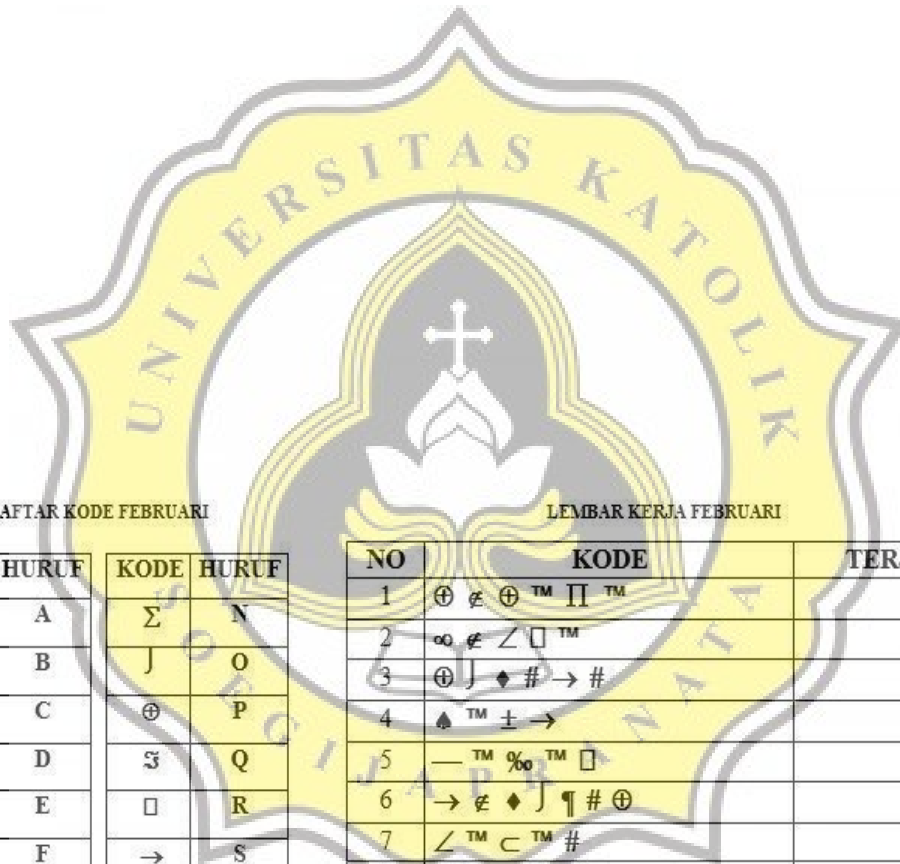 UNIVERSITAS KATOLIK
SOEGIJAPRANATA
AFTAR KODE FEBRUARI
HURUF KODE HURUF
A Σ N
B ⌡ O
C ⊕ P
D ℑ Q
E □ R
F → S
LEMBAR KERJA FEBRUARI
NO KODE TER
1 ⊕ ∉ ⊕ ™ Π ™
2 ∞ ∉ ∠ □ ™
3 ⊕ ⌡ ♦ # → #
4 ♠ ™ ± →
5 — ™ ‰ ™ □
6 → ∉ ♦ ⌡ ¶ # ⊕
7 ∠ ™ ⊂ ™ #